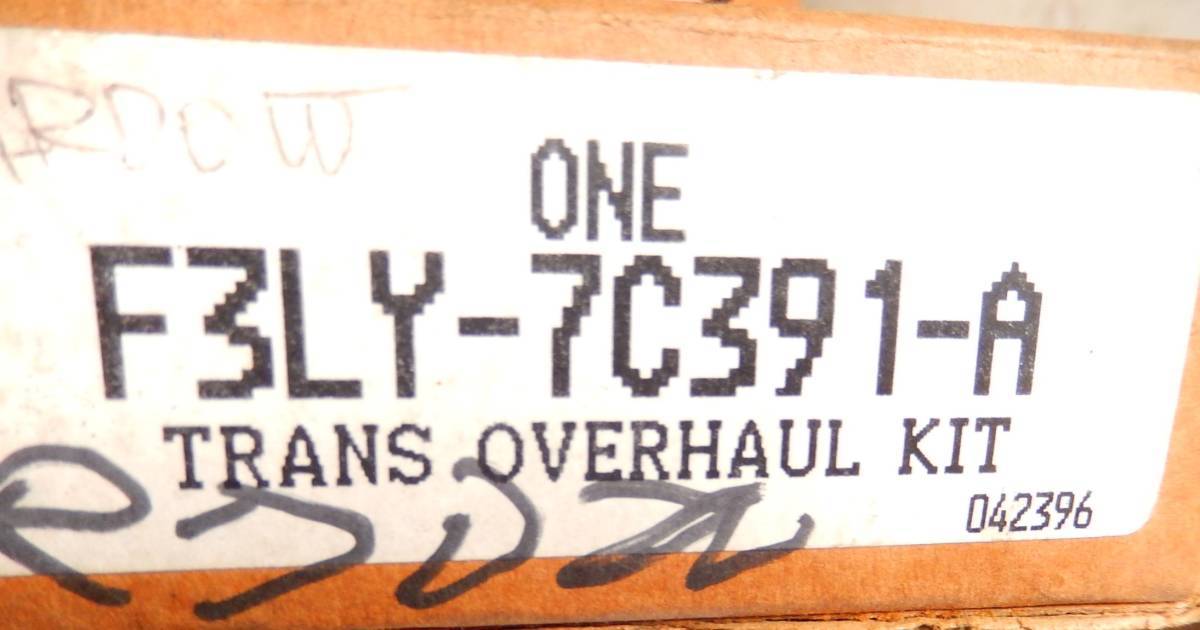 ONE
F3LY-7C391-A
TRANS OVERHAUL KIT
042396